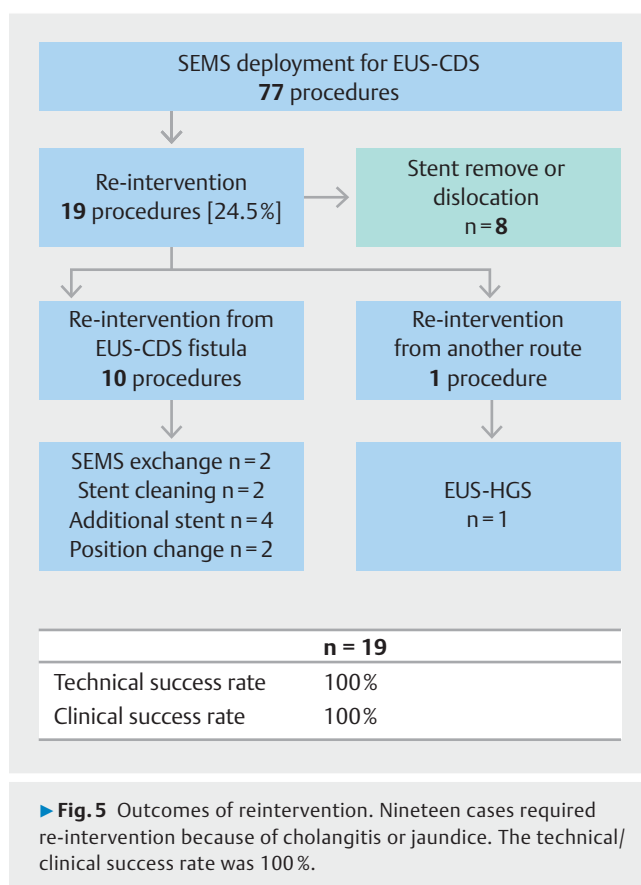 SEMS deployment for EUS-CDS
77 procedures
Re-intervention
19 procedures [24.5%]
Stent remove or
dislocation
n=8
Re-intervention from
EUS-CDS fistula
10 procedures
Re-intervention
from another route
1 procedure
SEMS exchange n=2
Stent cleaning n=2
Additional stent n=4
Position change n=2
EUS-HGS
n=1
n = 19
Technical success rate 100%
Clinical success rate 100%
▶Fig.5 Outcomes of reintervention. Nineteen cases required
re-intervention because of cholangitis or jaundice. The technical/
clinical success rate was 100%.